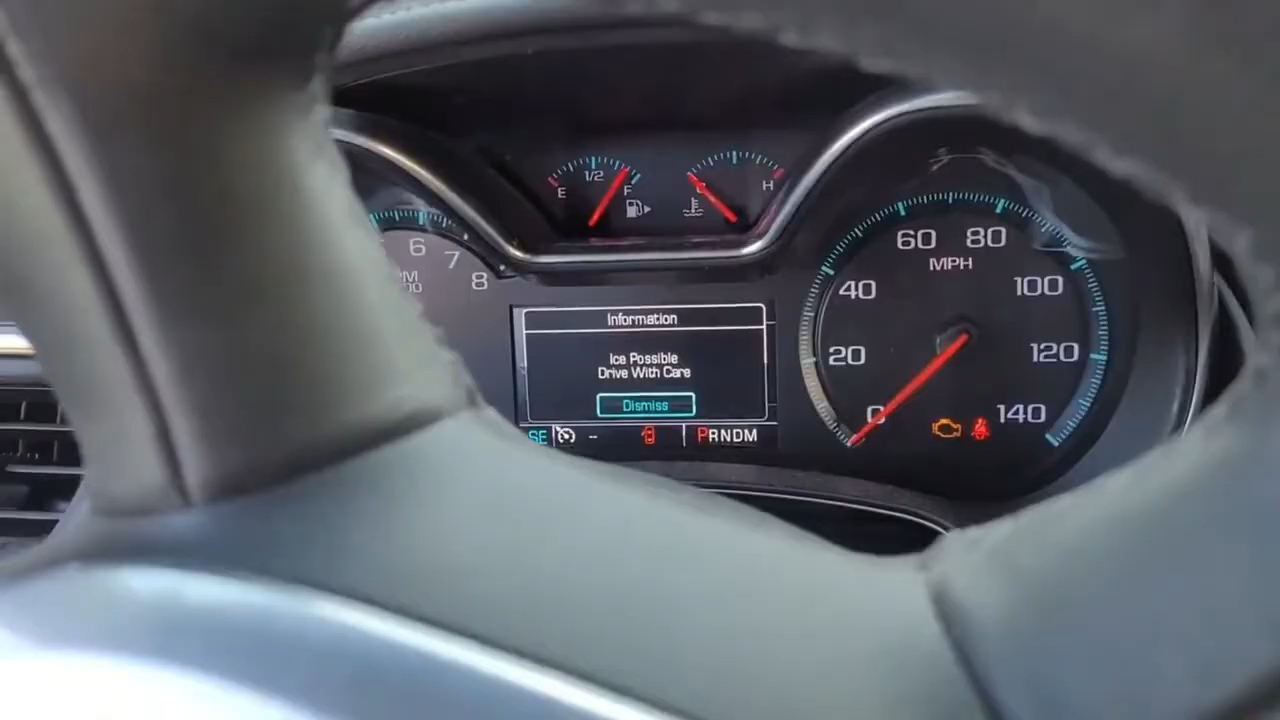 1/2
E
F
C
H
6
7
8
60
80
MPH
40
100
20
120
0
140
Information
Ice Possible
Drive With Care
Dismiss
SE
--
PRNDM